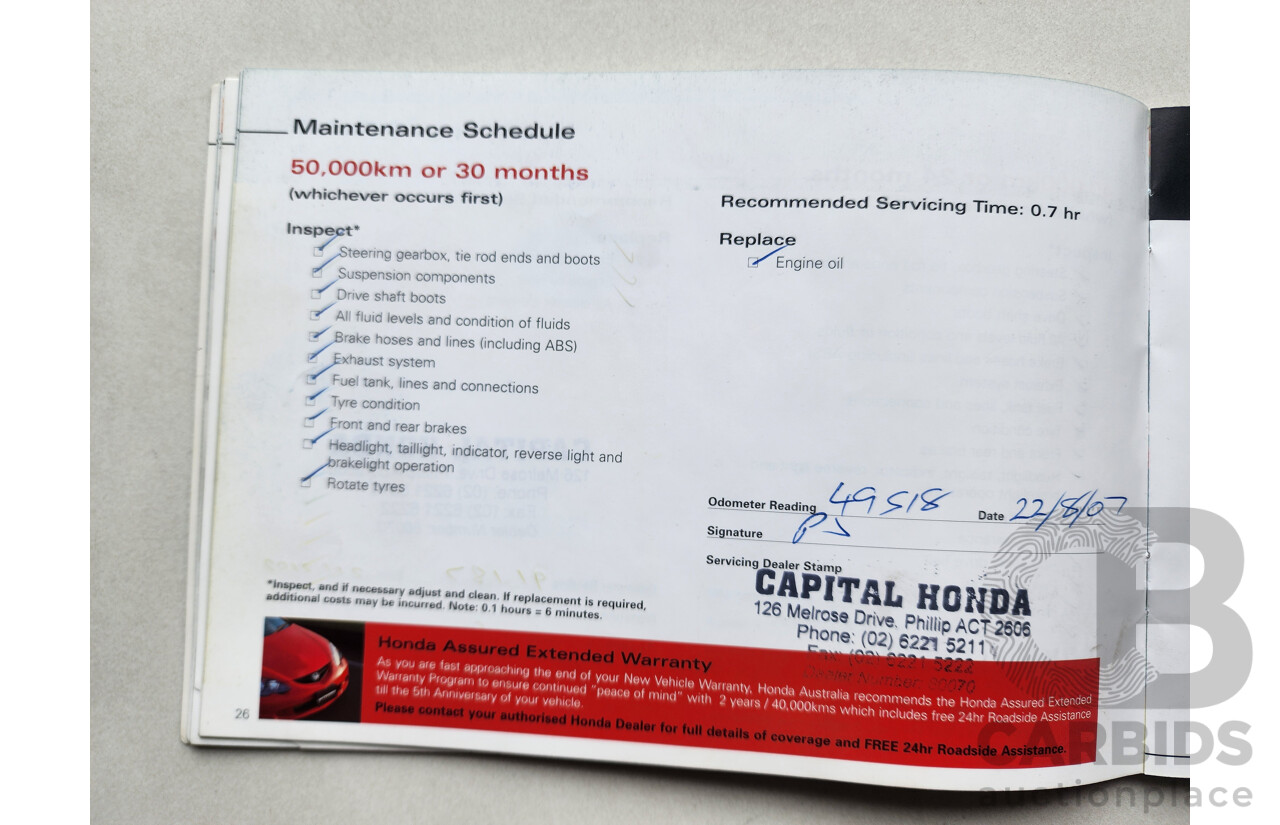 Maintenance Schedule
50,000km or 30 months
(whichever occurs first)
Inspect*
Steering gearbox, tie rod ends and boots
Suspension components
Drive shaft boots
All fluid levels and condition of fluids
Brake hoses and lines (including ABS)
Exhaust system
Fuel tank, lines and connections
Tyre condition
Front and rear brakes
Headlight, taillight, indicator, reverse light and
brakelight operation
Rotate tyres
*Inspect, and if necessary adjust and clean. If replacement is required,
additional costs may be incurred. Note: 0.1 hours = 6 minutes.
Recommended Servicing Time: 0.7 hr
Replace
Engine oil
Odometer Reading 49518 Date 22/8/07
Signature
Servicing Dealer Stamp
CAPITAL HONDA
126 Melrose Drive, Phillip ACT 2606
Phone: (02) 6221 5211
Fax: (02) 6221 5222
Dealer Number:
Honda Assured Extended Warranty
As you are fast approaching the end of your New Vehicle Warranty, Honda Australia recommends the Honda Assured Extended
Warranty Program to ensure continued "peace of mind" with 2 years / 40,000kms which includes free 24hr Roadside Assistance
till the 5th Anniversary of your vehicle.
Please contact your authorised Honda Dealer for full details of coverage and FREE 24hr Roadside Assistance.
26
CARBIDS
auctionplace